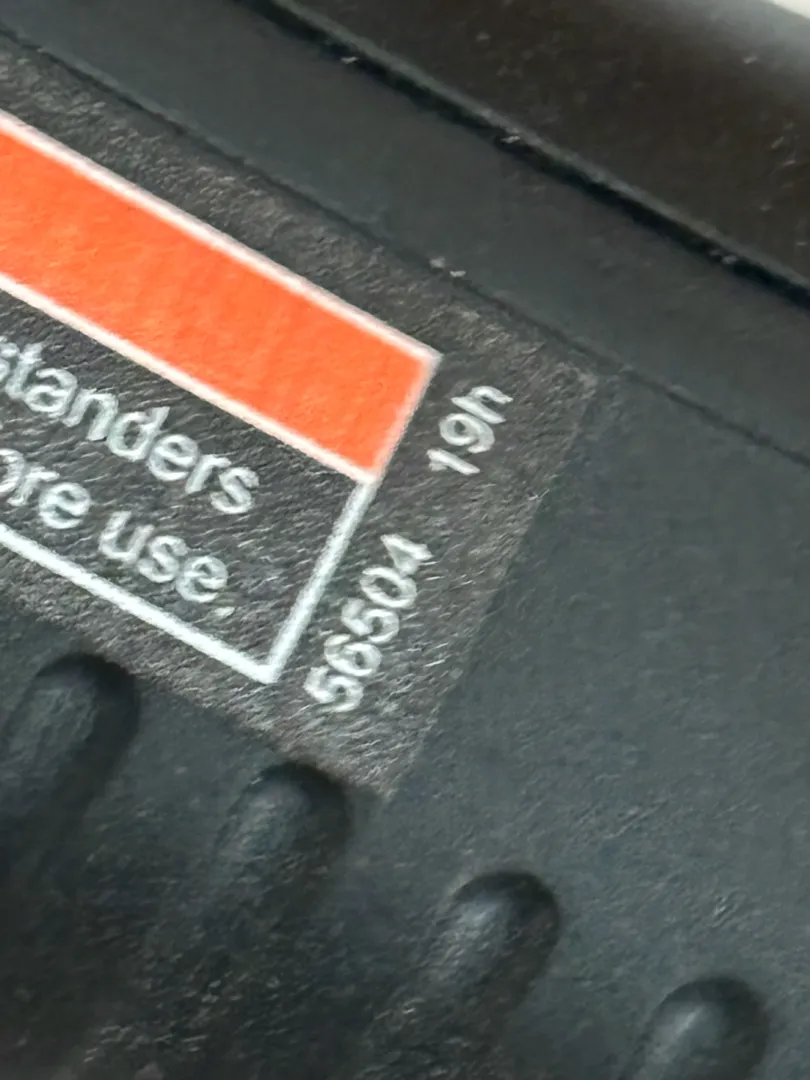 standers
ore use.
56504 19h